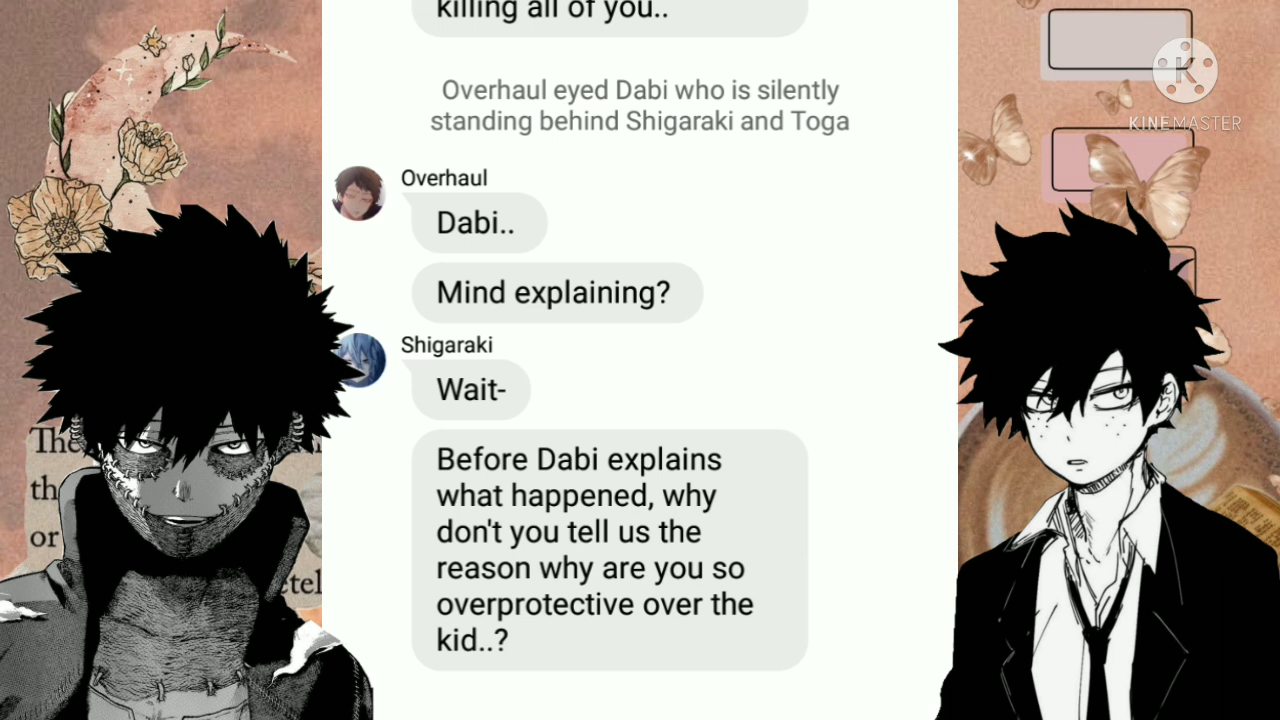 killing all of you..
KINEMASTER
Overhaul eyed Dabi who is silently
standing behind Shigaraki and Toga
Overhaul
Dabi..
Mind explaining?
Shigaraki
Wait-
Before Dabi explains
what happened, why
don't you tell us the
reason why are you so
overprotective over the
kid..?
or